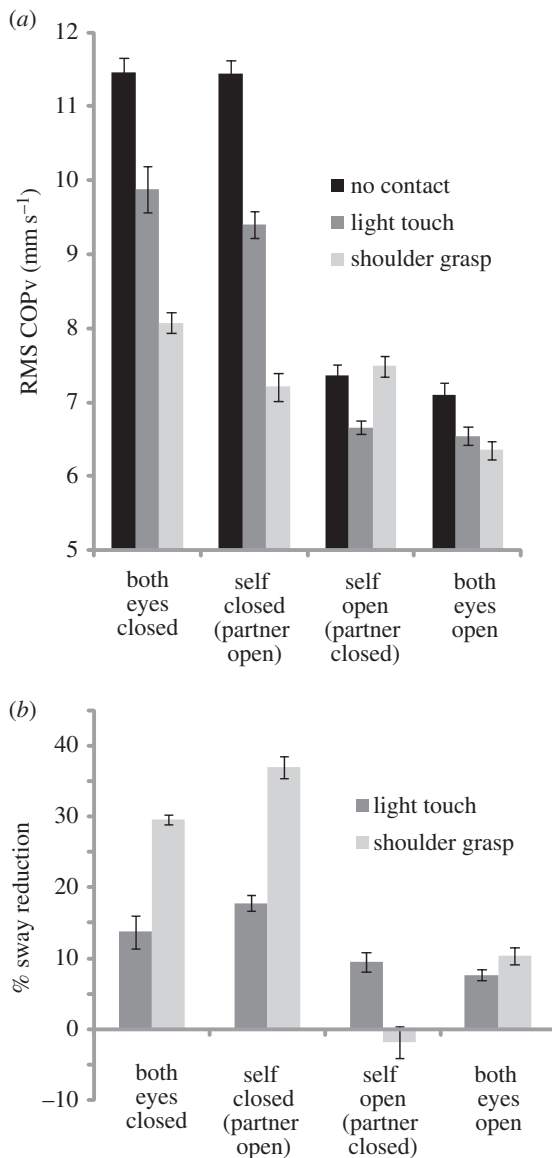 (a)
12
11
10
9
8
7
6
5
RMS COPv (mm s⁻¹)
no contact
light touch
shoulder grasp
both
eyes
closed
self
closed
(partner
open)
self
open
(partner
closed)
both
eyes
open
(b)
40
30
20
10
0
–10
% sway reduction
light touch
shoulder grasp
both
eyes
closed
self
closed
(partner
open)
self
open
(partner
closed)
both
eyes
open